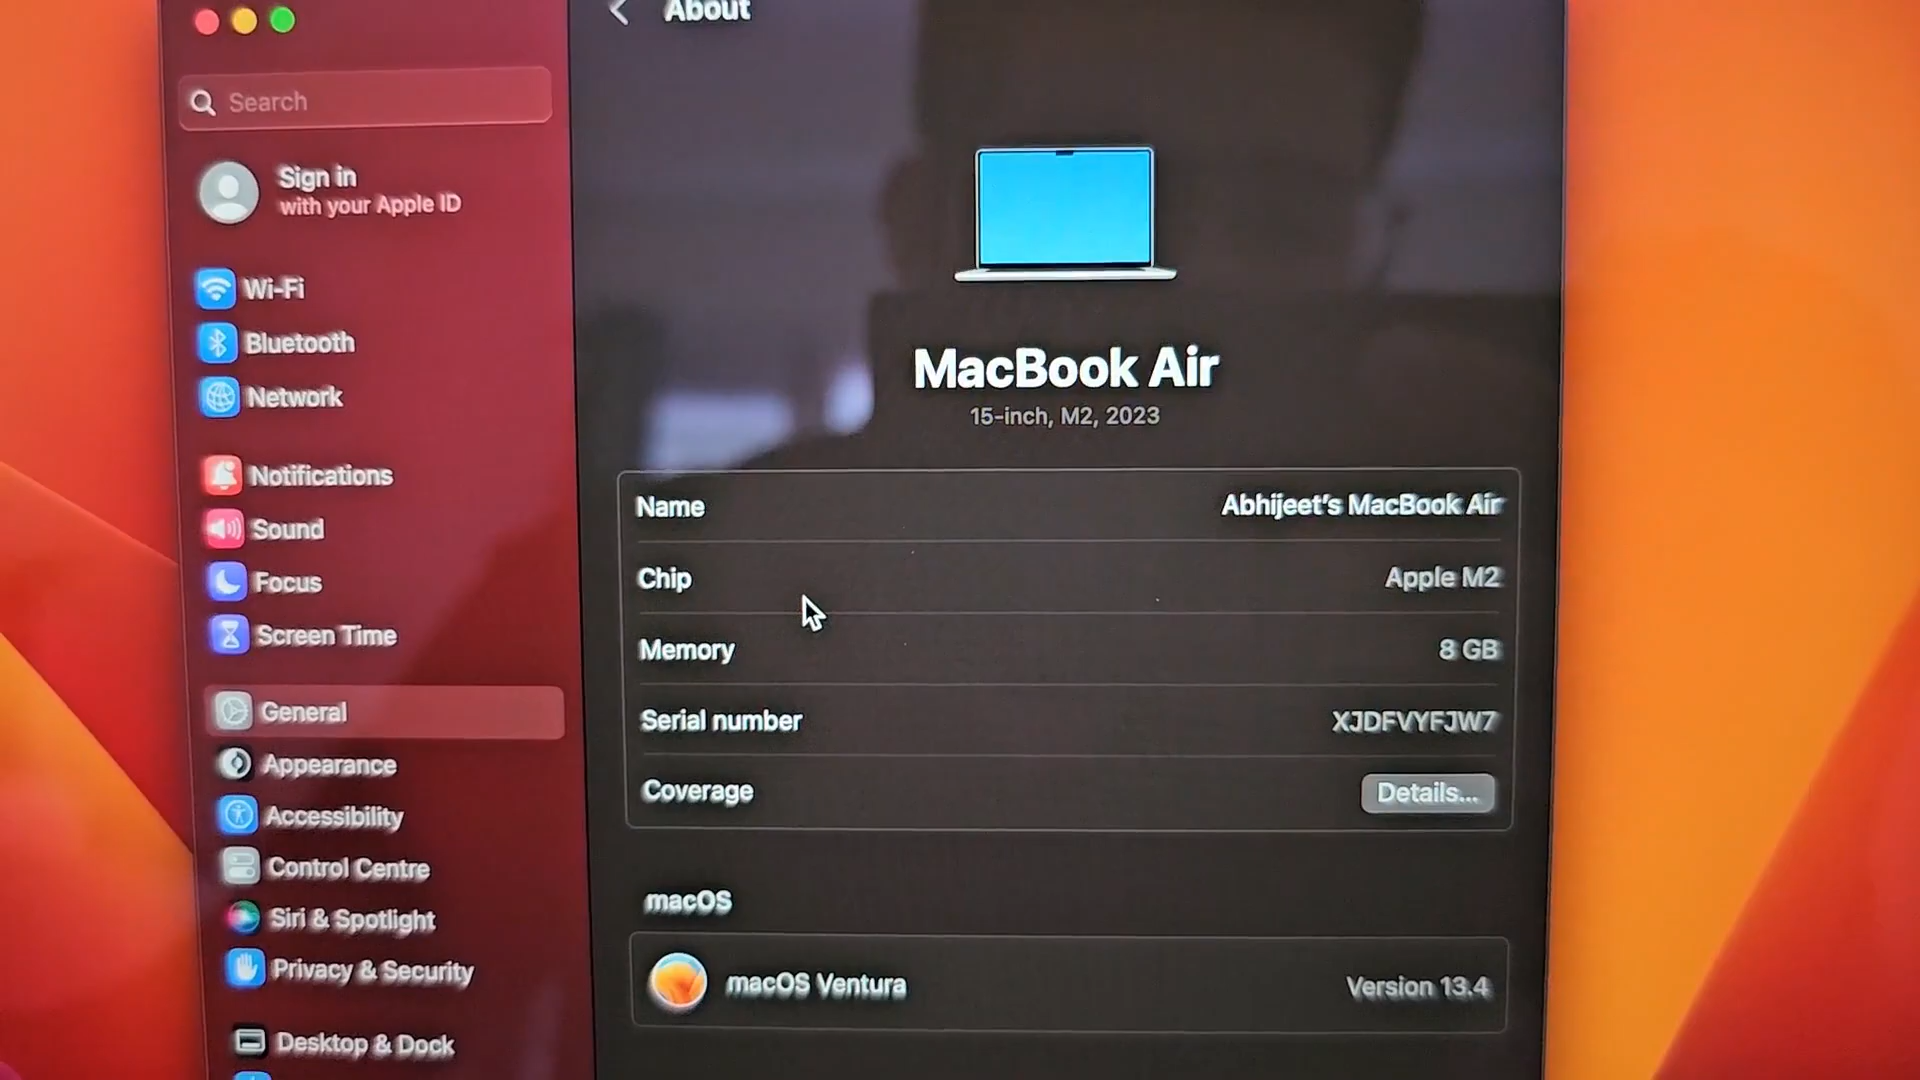 About
Search
Sign in
with your Apple ID
Wi-Fi
Bluetooth
Network
Notifications
Sound
Focus
Screen Time
General
Appearance
Accessibility
Control Centre
Siri & Spotlight
Privacy & Security
Desktop & Dock
MacBook Air
15-inch, M2, 2023
Name Abhijeet's MacBook Air
Chip Apple M2
Memory 8 GB
Serial number XJDFVYFJW7
Coverage Details...
macOS
macOS Ventura Version 13.4